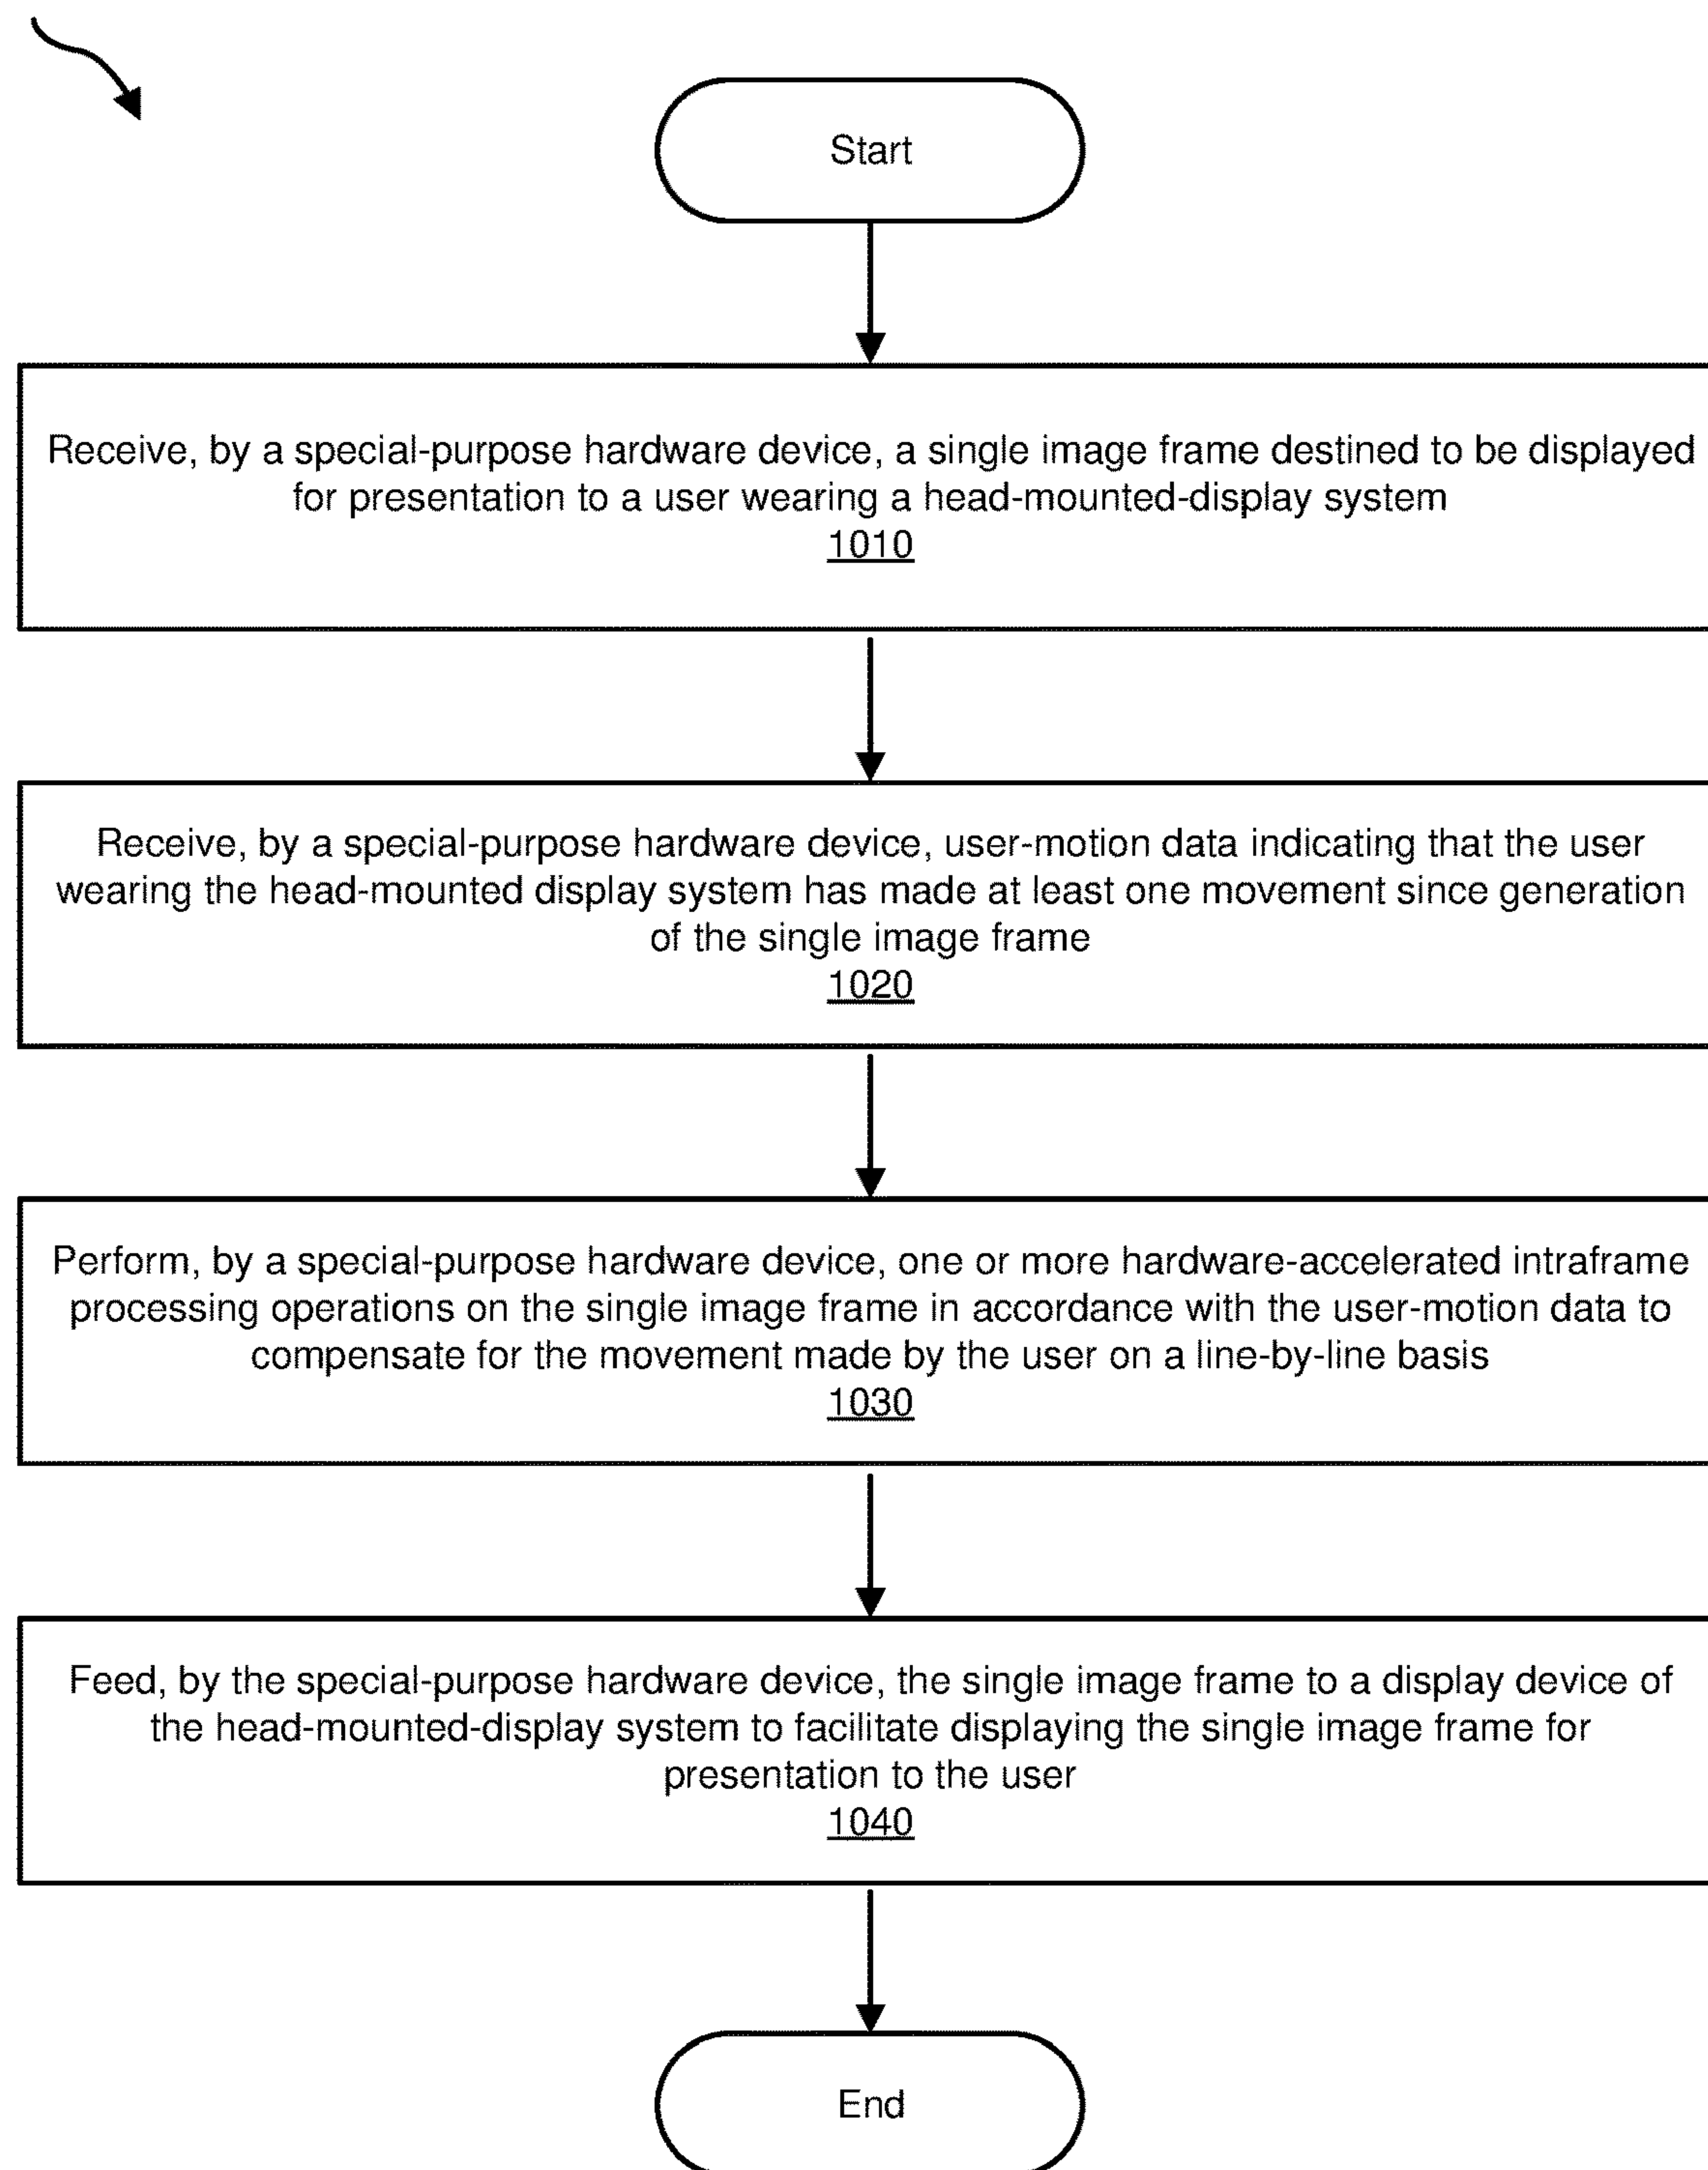 Start
Receive, by a special-purpose hardware device, a single image frame destined to be displayed
for presentation to a user wearing a head-mounted-display system
1010
Receive, by a special-purpose hardware device, user-motion data indicating that the user
wearing the head-mounted display system has made at least one movement since generation
of the single image frame
1020
Perform, by a special-purpose hardware device, one or more hardware-accelerated intraframe
processing operations on the single image frame in accordance with the user-motion data to
compensate for the movement made by the user on a line-by-line basis
1030
Feed, by the special-purpose hardware device, the single image frame to a display device of
the head-mounted-display system to facilitate displaying the single image frame for
presentation to the user
1040
End